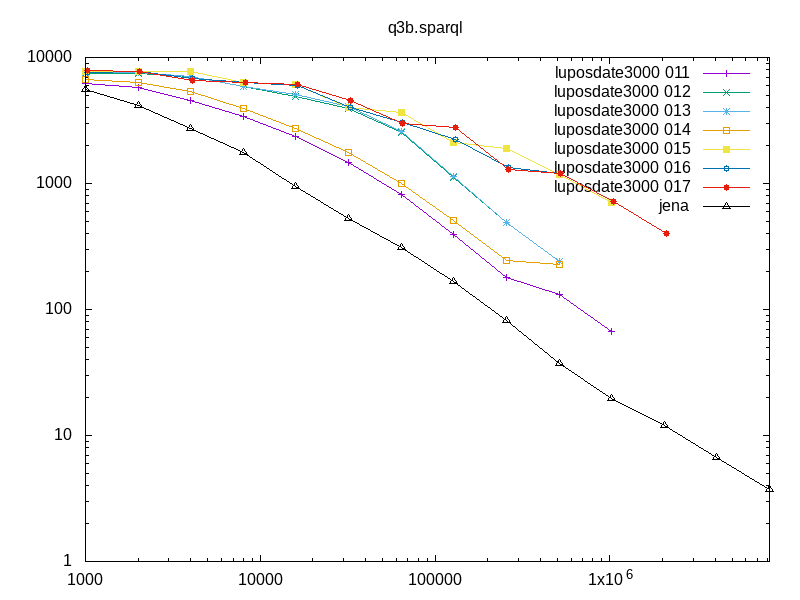 q3b.sparql
10000
1000
100
10
1
luposdate3000 011
luposdate3000 012
luposdate3000 013
luposdate3000 014
luposdate3000 015
luposdate3000 016
luposdate3000 017
jena
1000
10000
100000
1x10^6